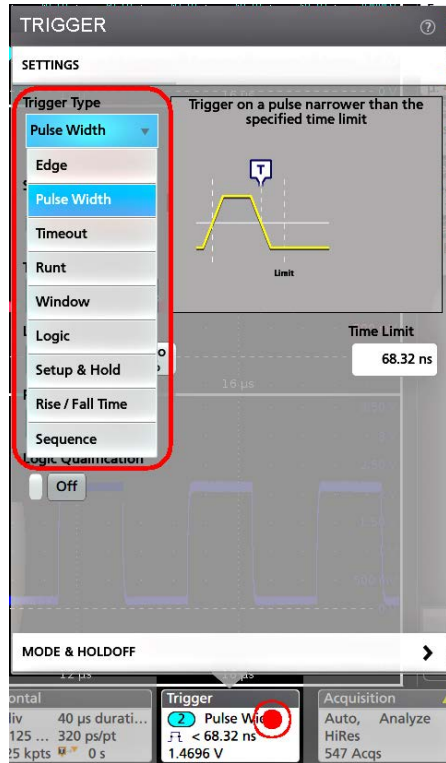 TRIGGER
?
SETTINGS
Trigger Type
Pulse Width
Edge
Pulse Width
Timeout
Runt
Window
Logic
Setup & Hold
Rise / Fall Time
Sequence
Trigger on a pulse narrower than the
specified time limit
T
Limit
Time Limit
68.32 ns
16 µs
Logic Qualification
Off
MODE & HOLDOFF
12 µs
40 µs durati...
125 ... 320 ps/pt
kpts 0 s
Trigger
2 Pulse
< 68.32 ns
1.4696 V
Acquisition
Auto, Analyze
HiRes
547 Acqs